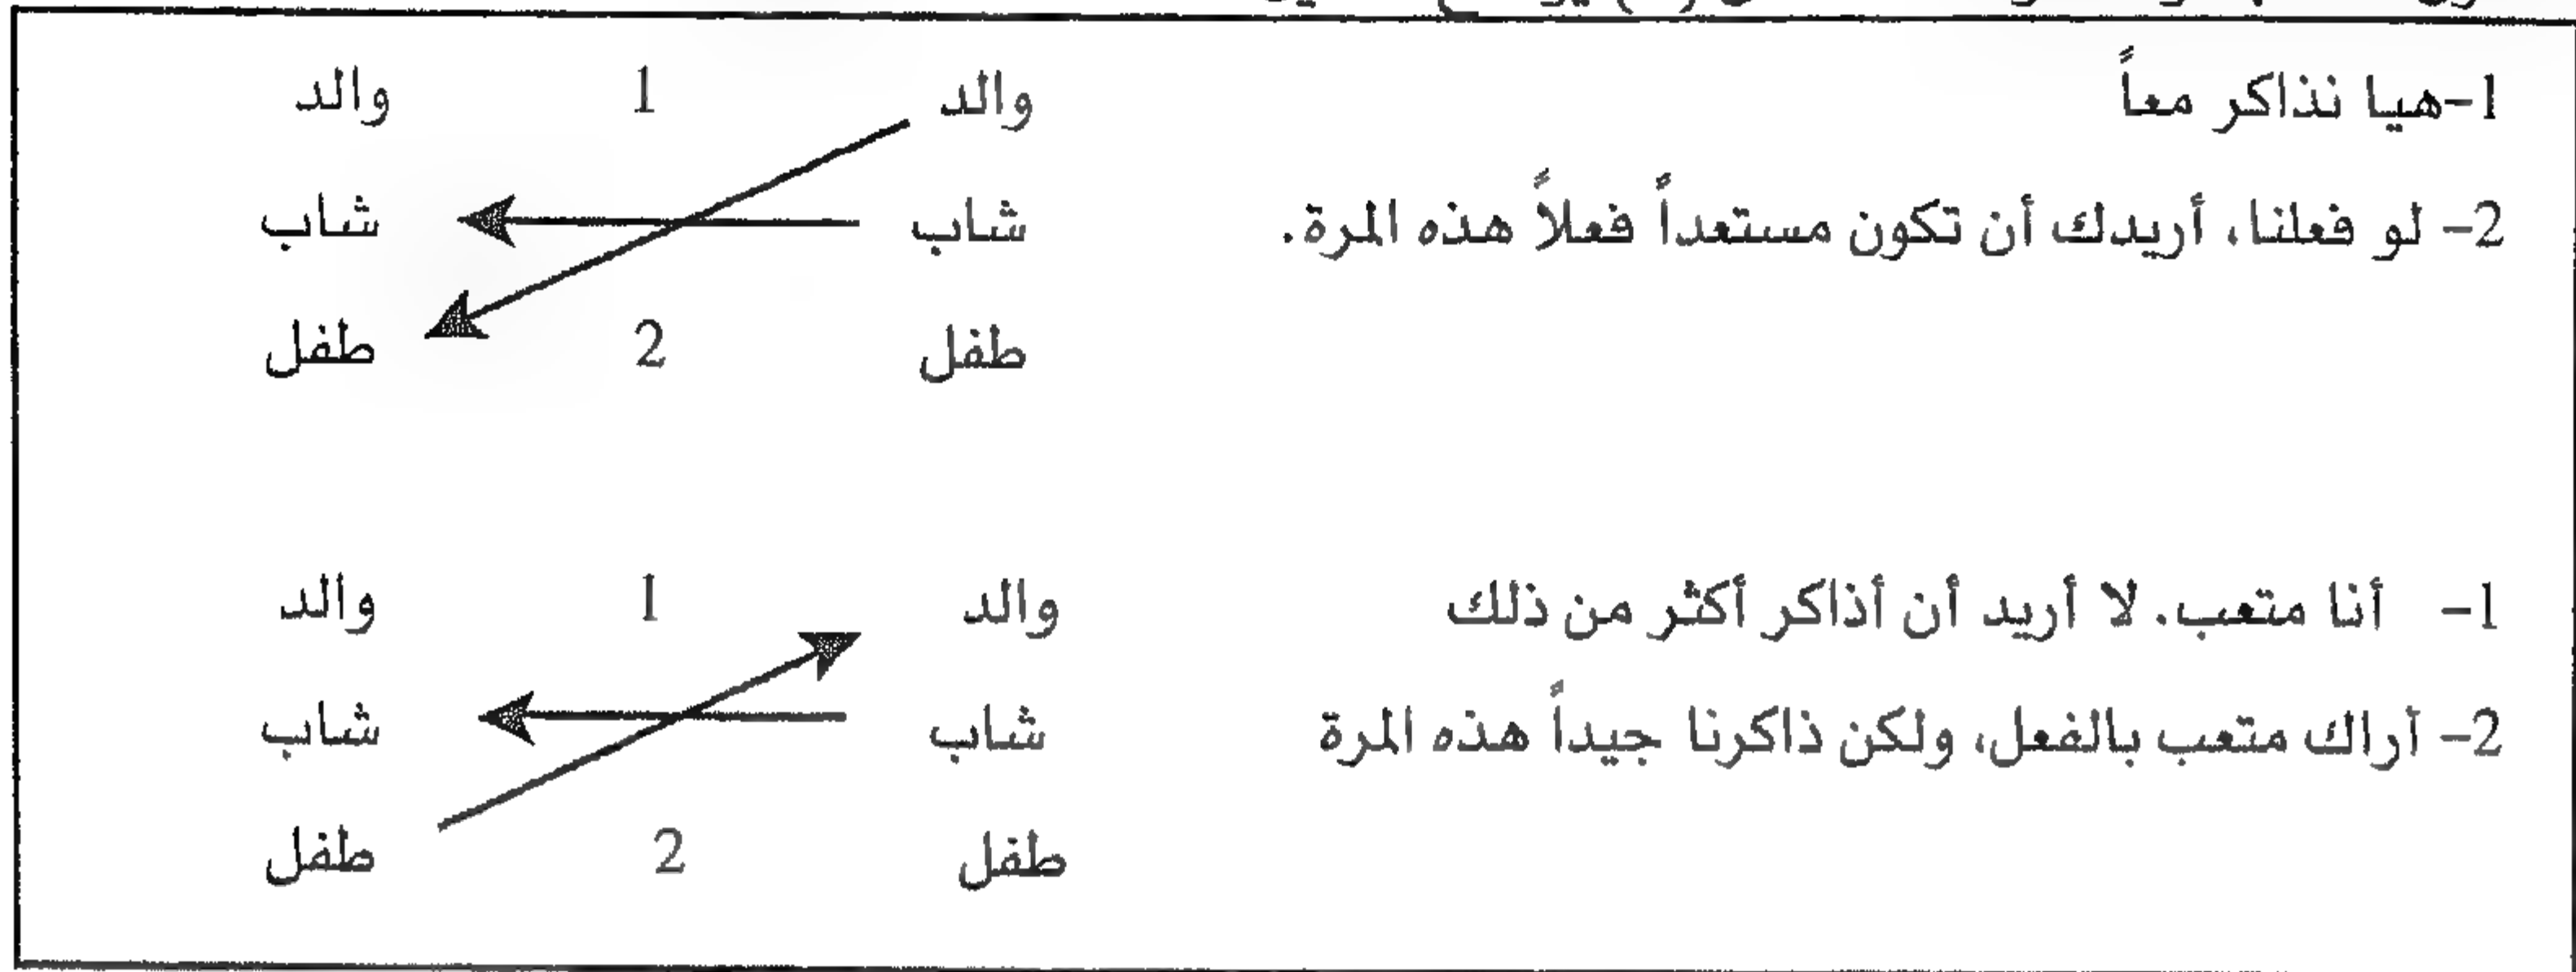 1-هيا نذاكر معاً
والد 1 والد
2- لو فعلنا، أريدك أن تكون مستعداً فعلاً هذه المرة.
شاب شاب
طفل 2 طفل
1- أنا متعب. لا أريد أن أذاكر أكثر من ذلك
والد 1 والد
2- أراك متعب بالفعل، ولكن ذاكرنا جيداً هذه المرة
شاب شاب
طفل 2 طفل